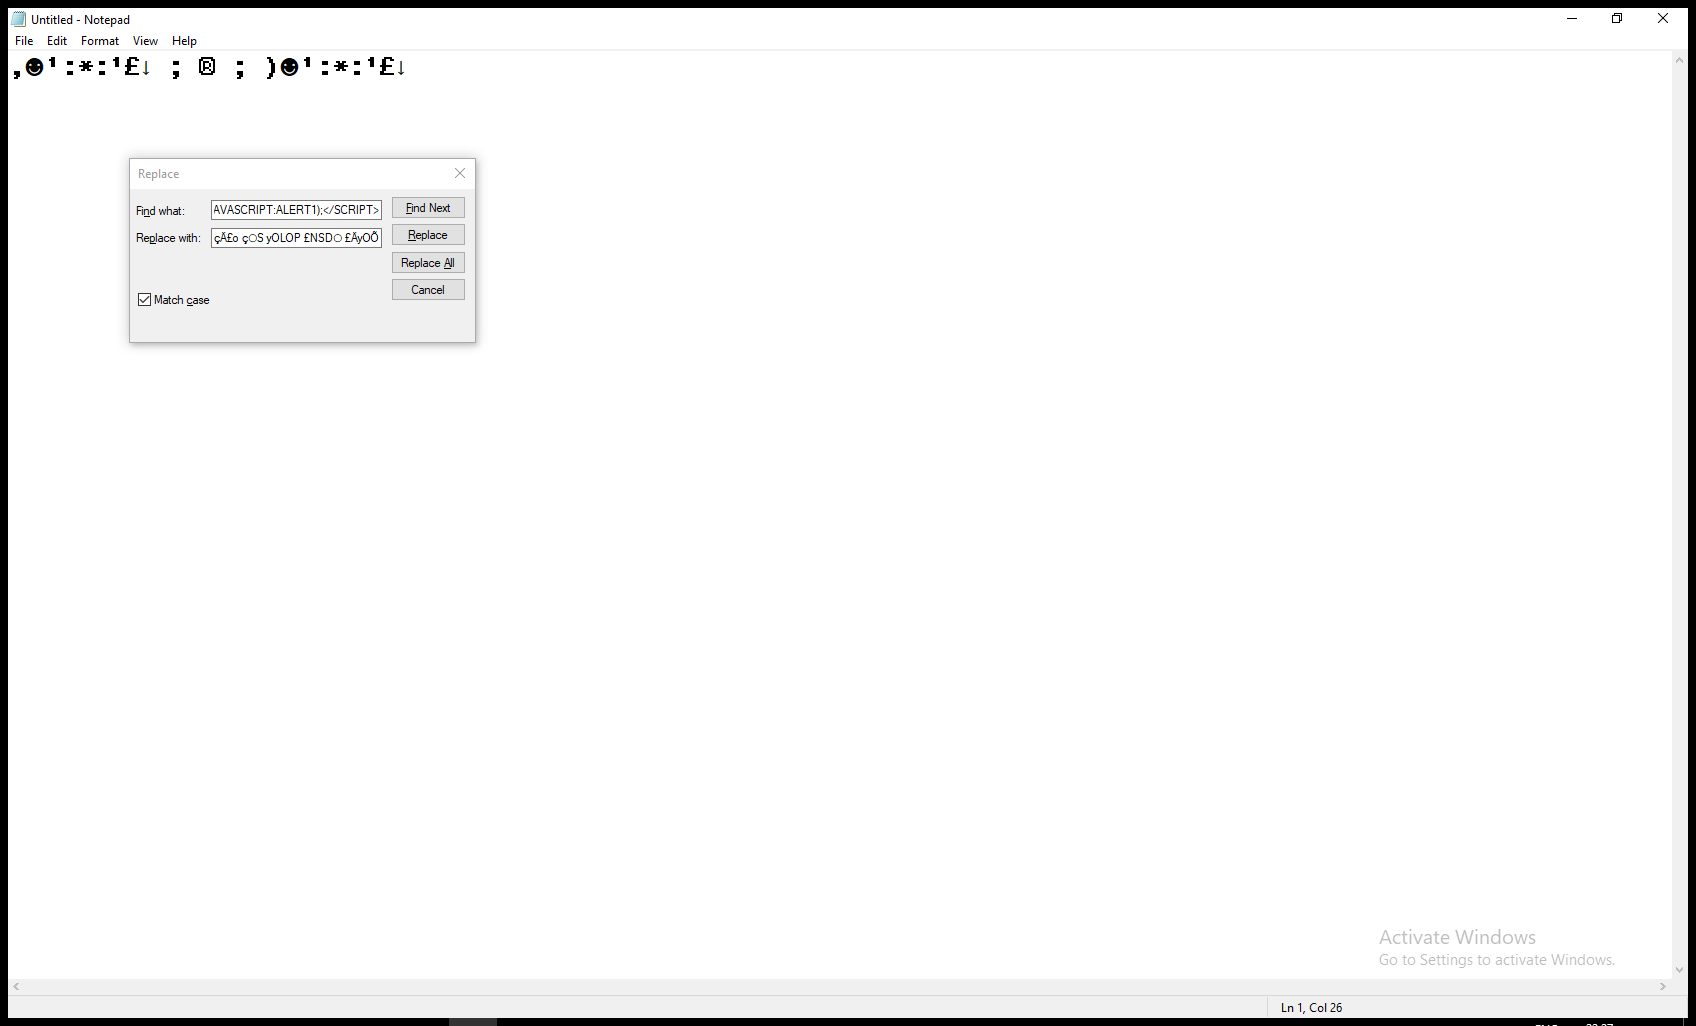 Untitled - Notepad
File Edit Format View Help
,☻¹:*:¹£↓ ; ® ; )☻¹:*:¹£↓
Replace
Find what: AVASCRIPT:ALERT1);</SCRIPT> Find Next
Replace with: çÃ£o ç○S yOLOP £NSD○ £ÃyOÕ Replace
Replace All
Cancel
Match case
Activate Windows
Go to Settings to activate Windows.
Ln 1, Col 26